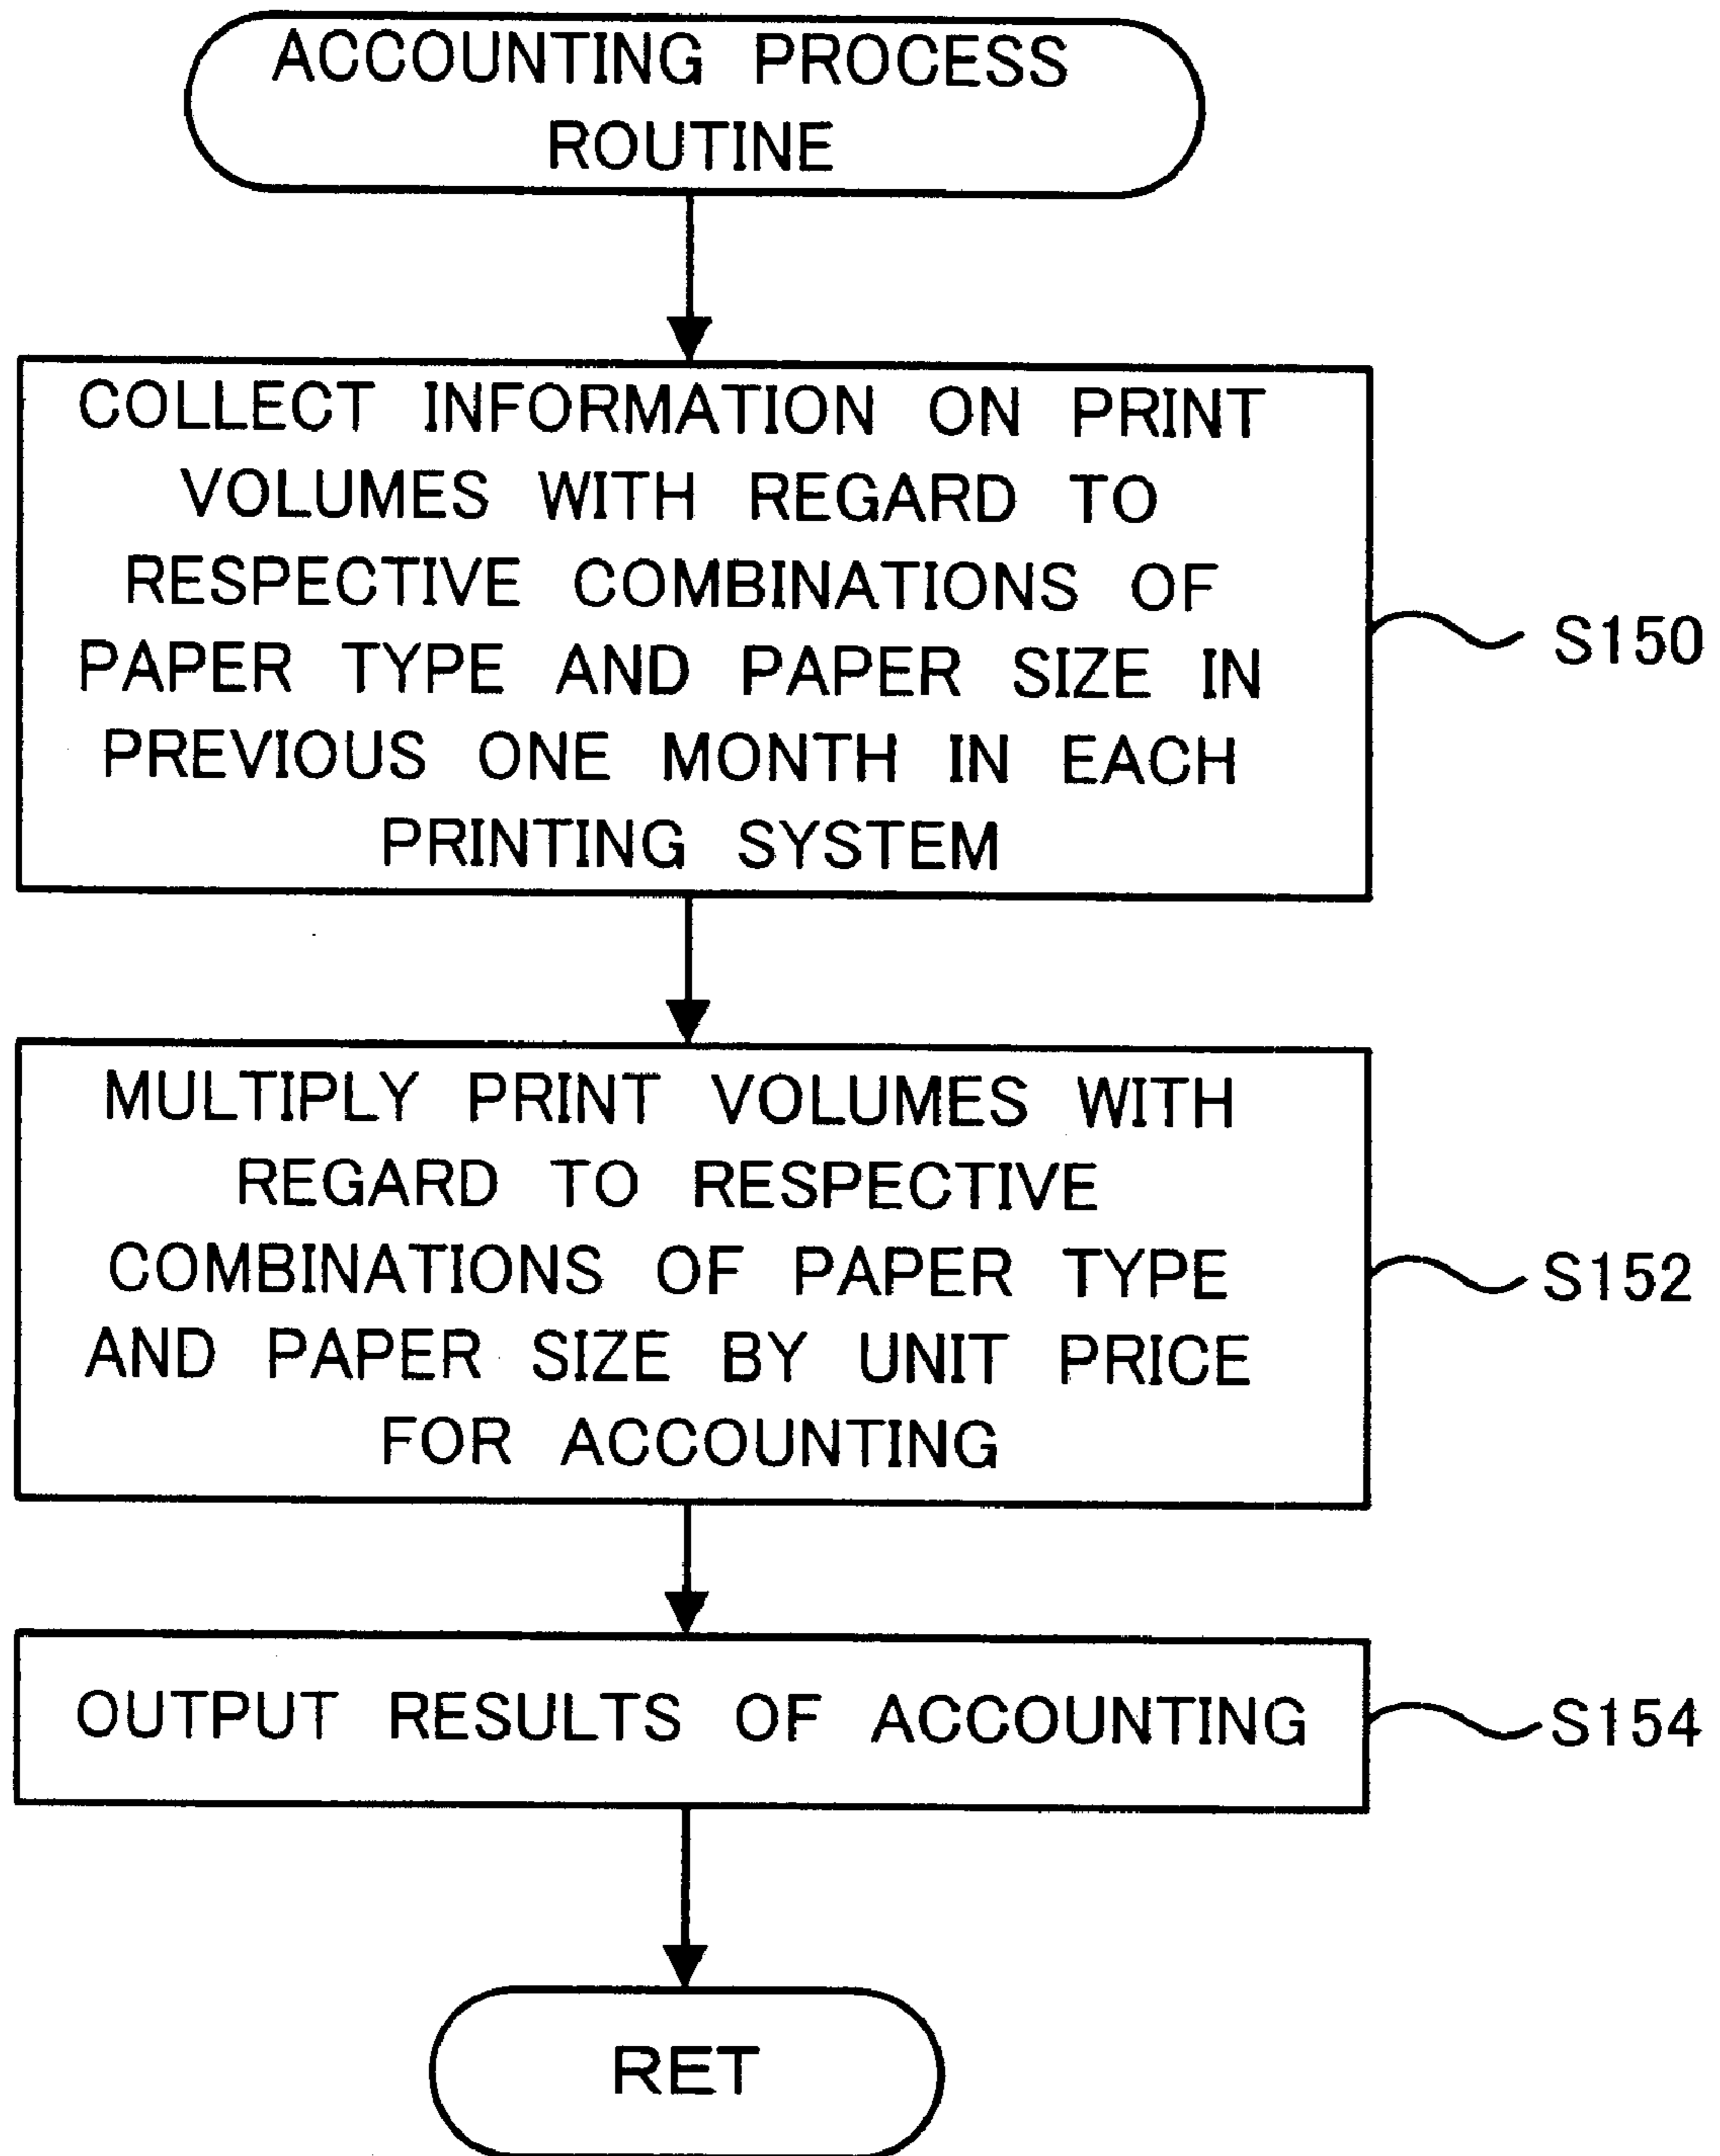 ACCOUNTING PROCESS
ROUTINE
COLLECT INFORMATION ON PRINT
VOLUMES WITH REGARD TO
RESPECTIVE COMBINATIONS OF
PAPER TYPE AND PAPER SIZE IN
PREVIOUS ONE MONTH IN EACH
PRINTING SYSTEM
S150
MULTIPLY PRINT VOLUMES WITH
REGARD TO RESPECTIVE
COMBINATIONS OF PAPER TYPE
AND PAPER SIZE BY UNIT PRICE
FOR ACCOUNTING
S152
OUTPUT RESULTS OF ACCOUNTING
S154
RET